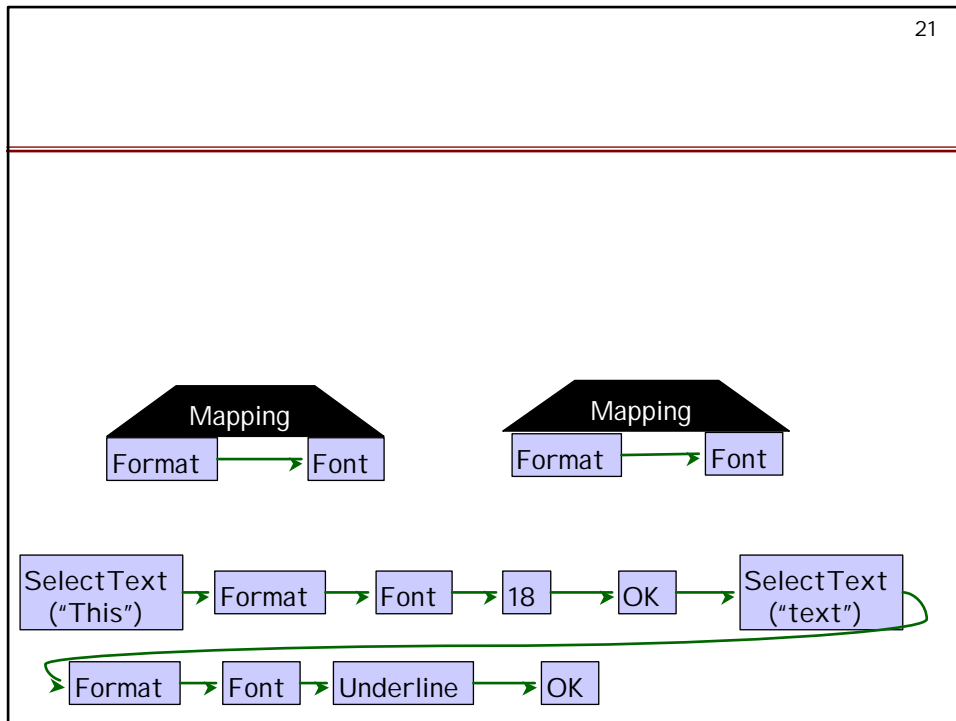 21
Mapping
Mapping
Format Font
Format Font
SelectText
(“This”)
Format Font 18 OK
SelectText
(“text”)
Format Font Underline OK